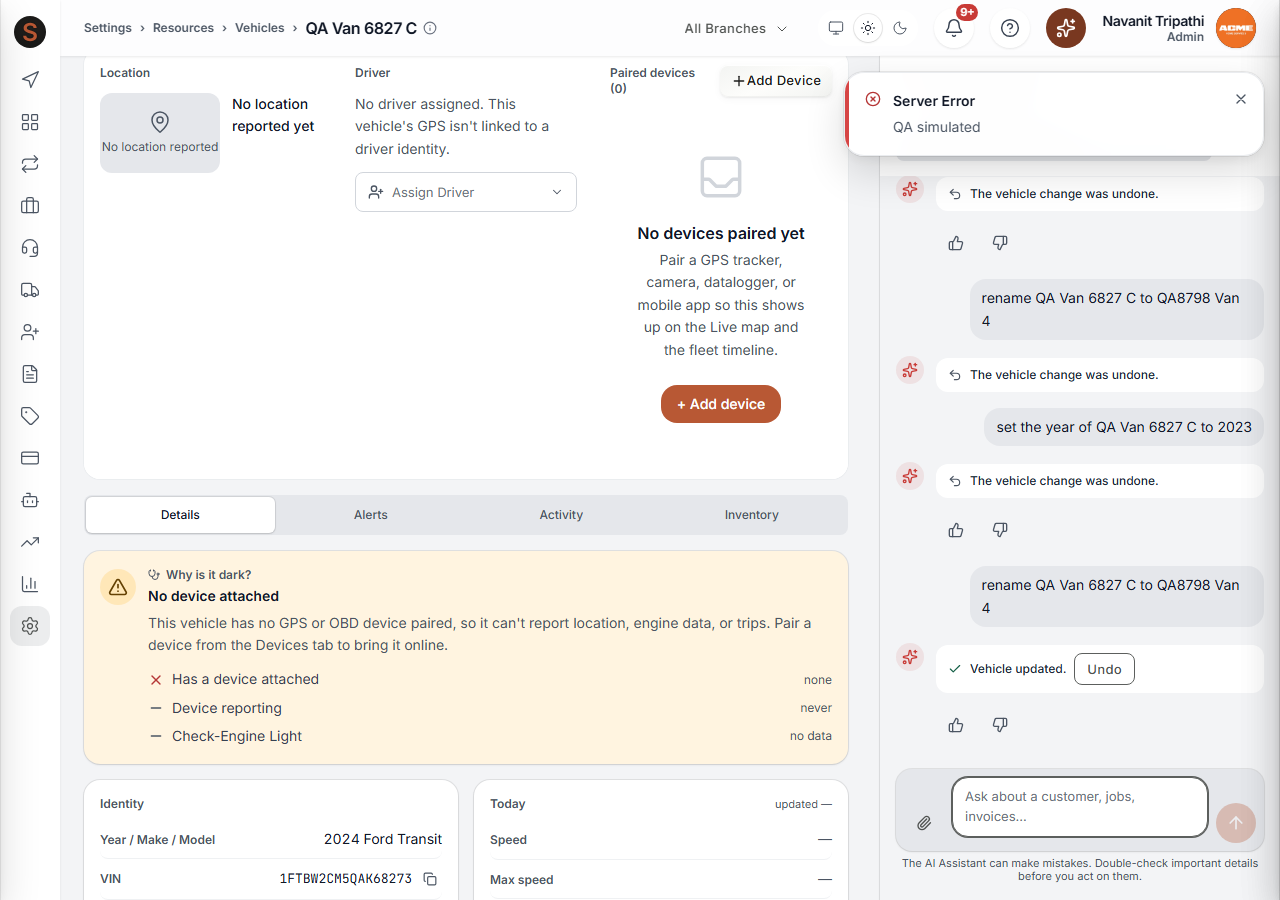 S
Settings › Resources › Vehicles › QA Van 6827 C
All Branches
9+
Navanit Tripathi
Admin
ACME
Location
No location reported
No location
reported yet
Driver
No driver assigned. This
vehicle's GPS isn't linked to a
driver identity.
Assign Driver
Paired devices
(0)
+ Add Device
No devices paired yet
Pair a GPS tracker,
camera, datalogger, or
mobile app so this shows
up on the Live map and
the fleet timeline.
+ Add device
Server Error
QA simulated
The vehicle change was undone.
rename QA Van 6827 C to QA8798 Van
4
The vehicle change was undone.
set the year of QA Van 6827 C to 2023
The vehicle change was undone.
rename QA Van 6827 C to QA8798 Van
4
Vehicle updated. Undo
Ask about a customer, jobs,
invoices...
The AI Assistant can make mistakes. Double-check important details
before you act on them.
Details
Alerts
Activity
Inventory
Why is it dark?
No device attached
This vehicle has no GPS or OBD device paired, so it can't report location, engine data, or trips. Pair a
device from the Devices tab to bring it online.
Has a device attached none
Device reporting never
Check-Engine Light no data
Identity
Year / Make / Model 2024 Ford Transit
VIN 1FTBW2CM5QAK68273
Today updated —
Speed —
Max speed —